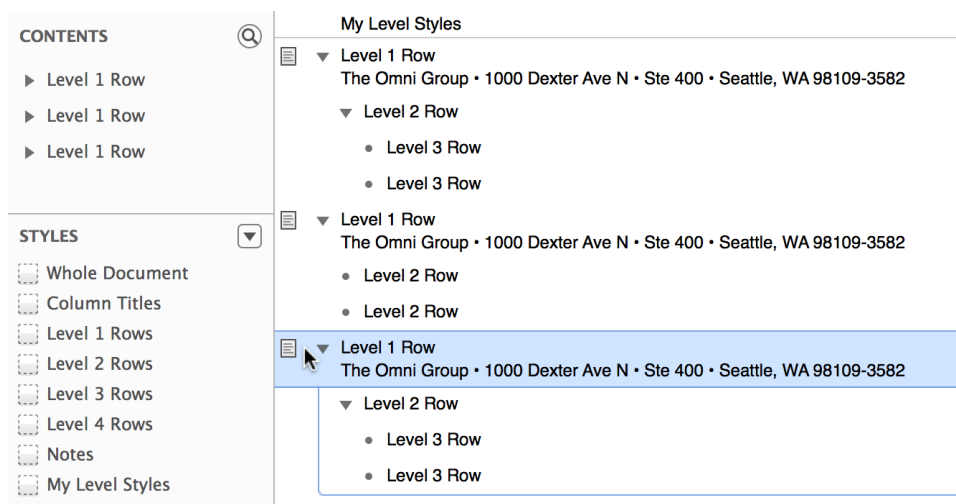 CONTENTS
Level 1 Row
Level 1 Row
Level 1 Row
STYLES
Whole Document
Column Titles
Level 1 Rows
Level 2 Rows
Level 3 Rows
Level 4 Rows
Notes
My Level Styles
My Level Styles
Level 1 Row
The Omni Group • 1000 Dexter Ave N • Ste 400 • Seattle, WA 98109-3582
Level 2 Row
Level 3 Row
Level 3 Row
Level 1 Row
The Omni Group • 1000 Dexter Ave N • Ste 400 • Seattle, WA 98109-3582
Level 2 Row
Level 2 Row
Level 1 Row
The Omni Group • 1000 Dexter Ave N • Ste 400 • Seattle, WA 98109-3582
Level 2 Row
Level 3 Row
Level 3 Row